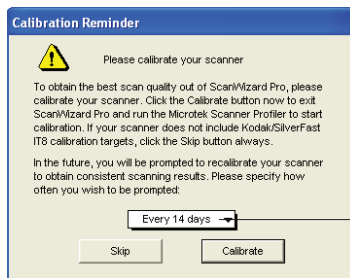 Calibration Reminder
Please calibrate your scanner
To obtain the best scan quality out of ScanWizard Pro, please
calibrate your scanner. Click the Calibrate button now to exit
ScanWizard Pro and run the Microtek Scanner Profiler to start
calibration. If your scanner does not include Kodak/SilverFast
IT8 calibration targets, click the Skip button always.
In the future, you will be prompted to recalibrate your scanner
to obtain consistent scanning results. Please specify how
often you wish to be prompted:
Every 14 days
Skip
Calibrate